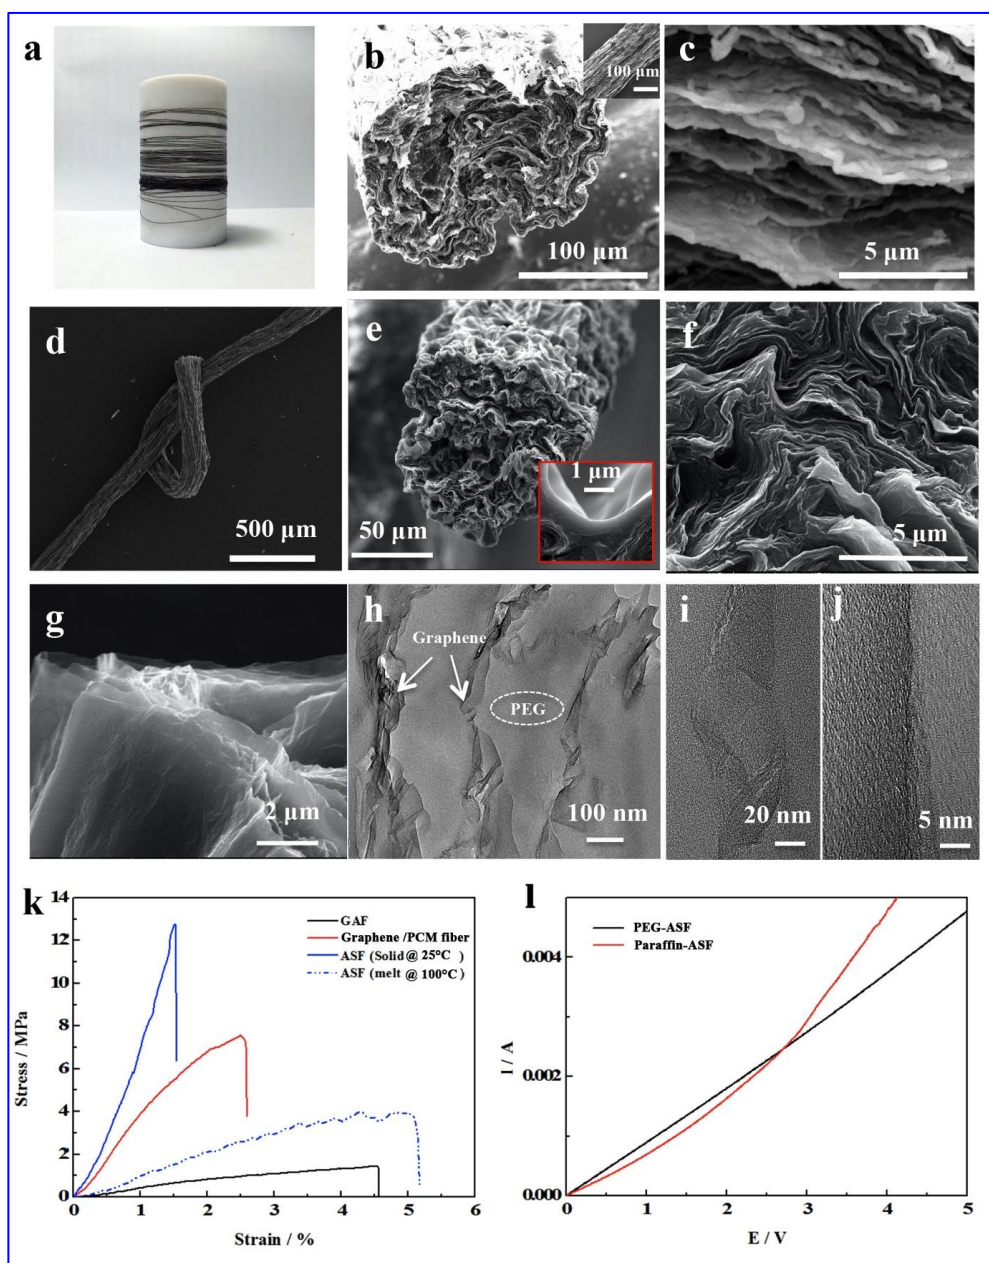 a
b
100 μm
100 μm
c
5 μm
d
500 μm
e
1 μm
50 μm
f
5 μm
g
2 μm
h
Graphene
PEG
100 nm
i
20 nm
j
5 nm
k
14
12
10
8
6
4
2
0
Stress / MPa
GAF
Graphene /PCM fiber
ASF (Solid @ 25°C )
ASF (melt @ 100°C)
0 1 2 3 4 5 6
Strain / %
l
PEG-ASF
Paraffin-ASF
0.004
0.002
0.000
I / A
0 1 2 3 4 5
E / V